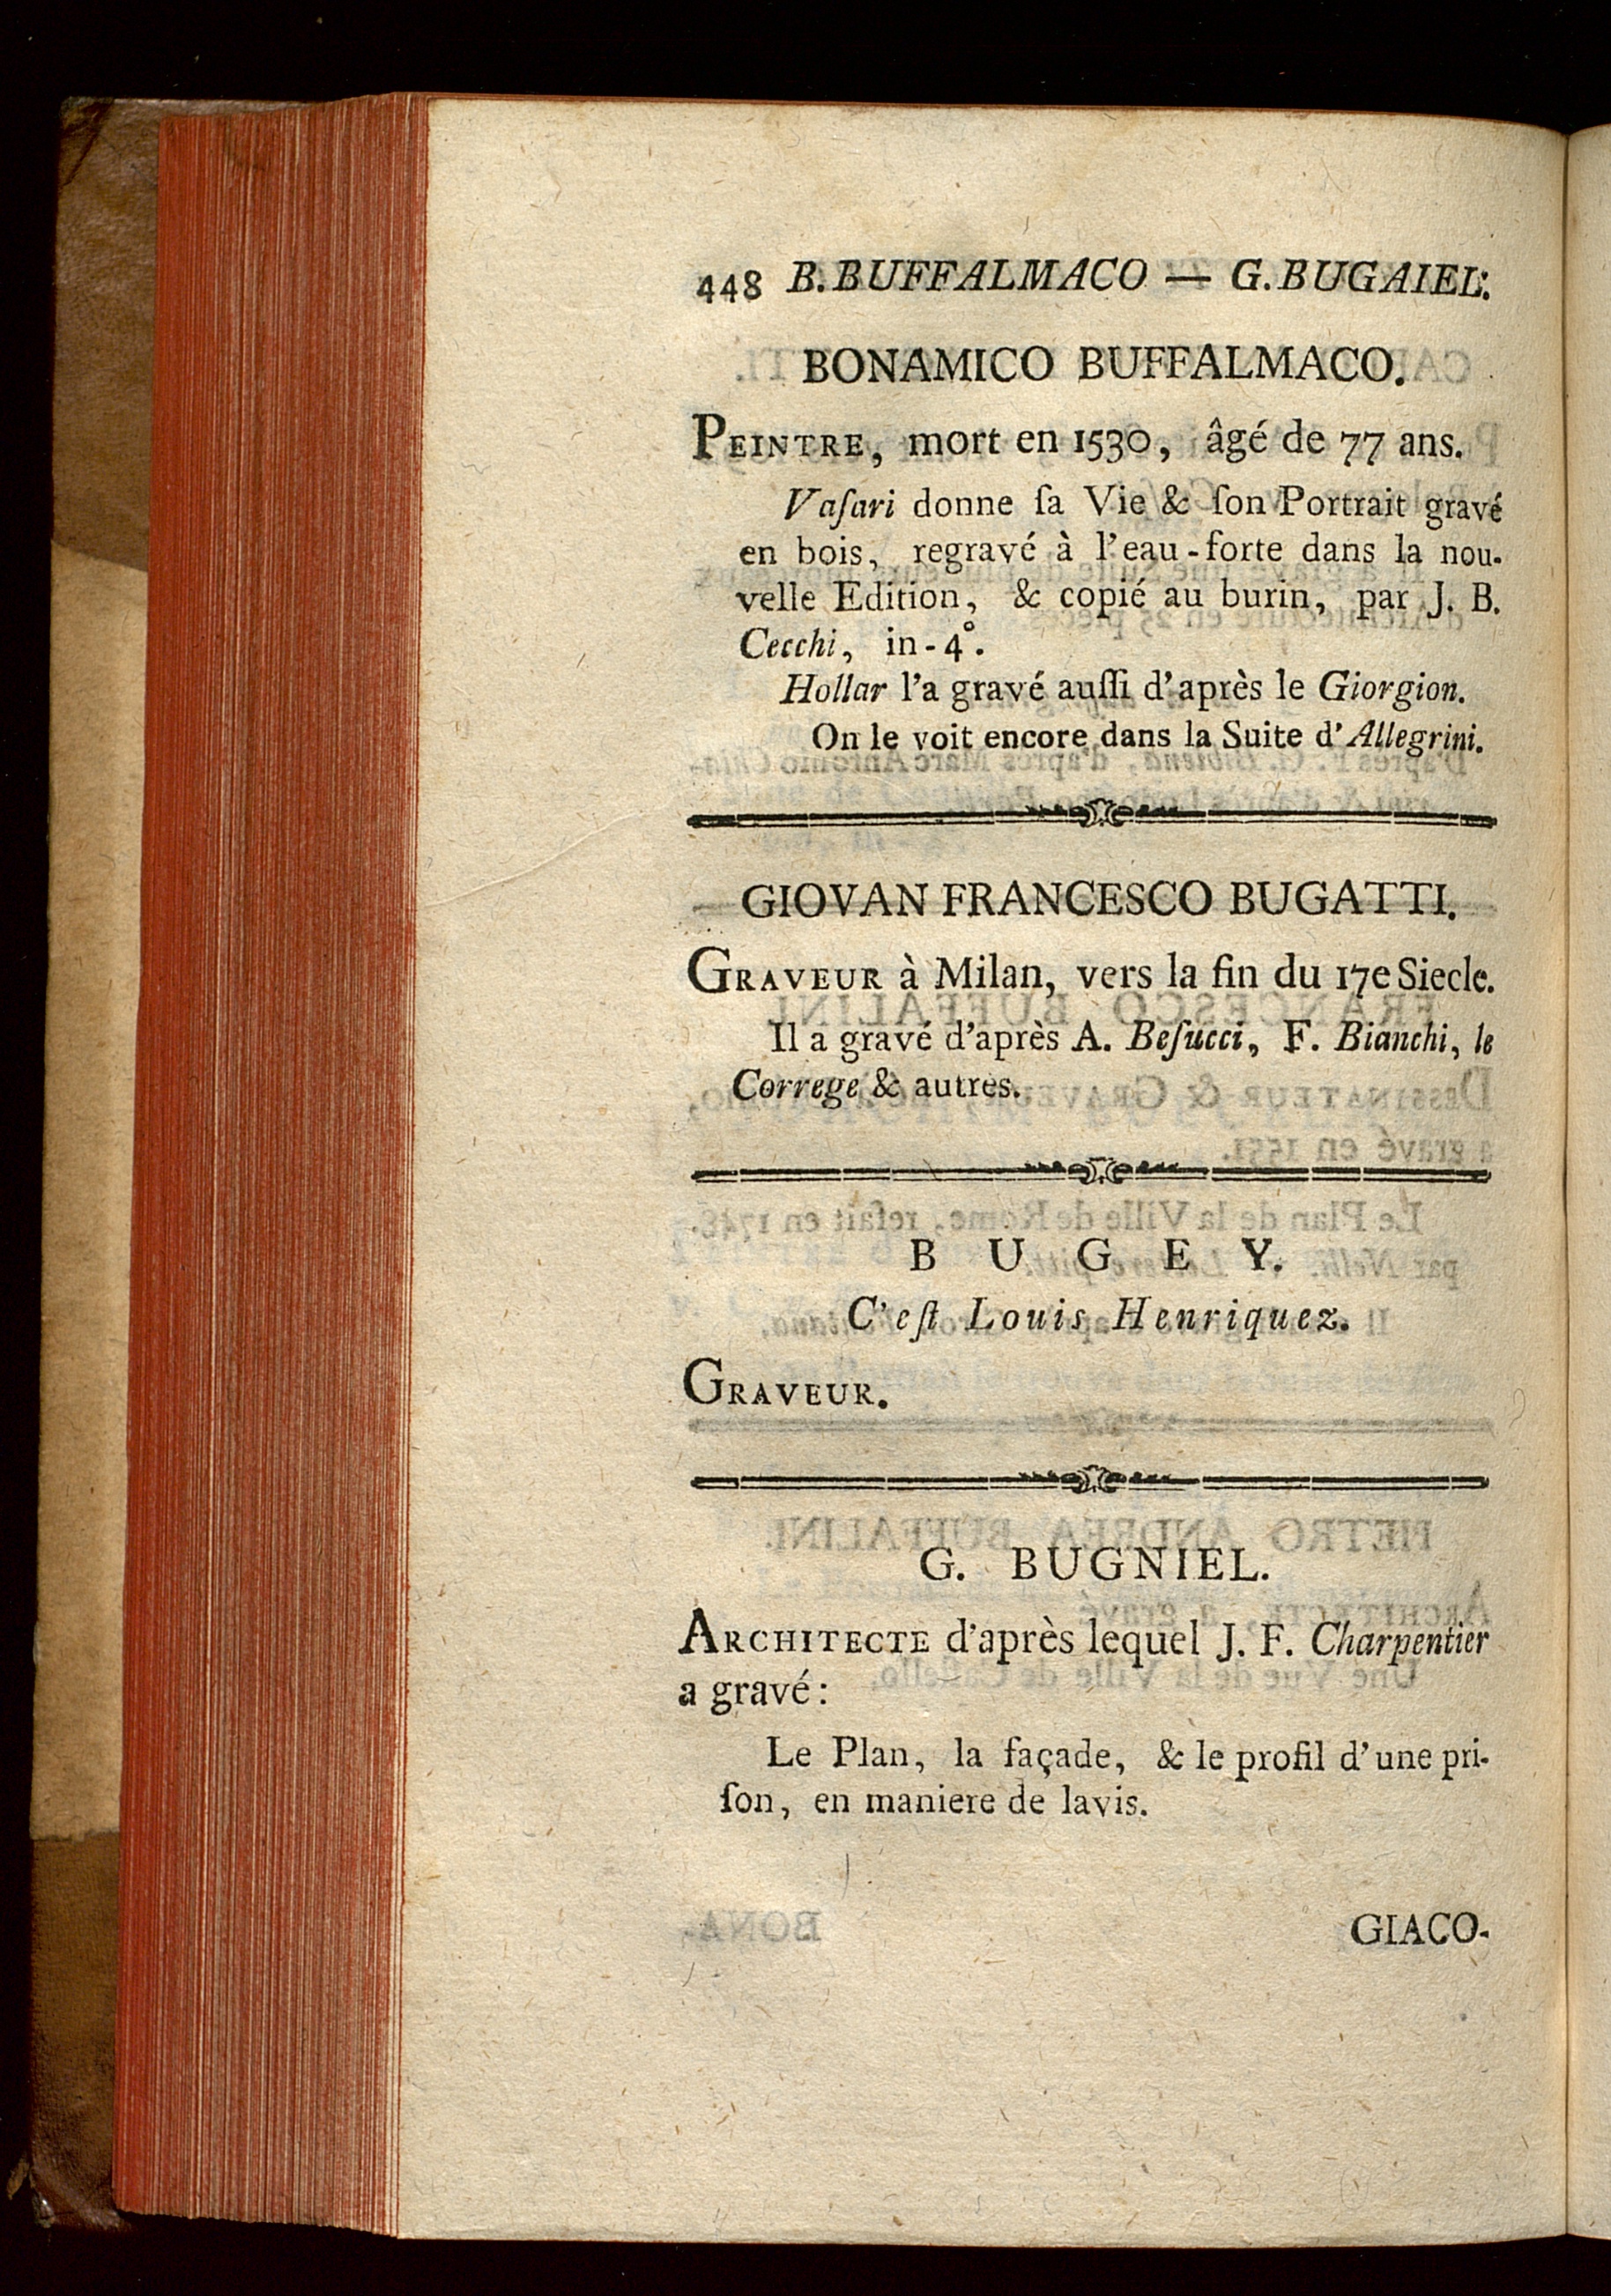 448 B. BUFFALMACO — G. BUGAIEL.
BONAMICO BUFFALMACO.
PEINTRE, mort en 1530, âgé de 77 ans.
Vaſari donne ſa Vie & ſon Portrait gravé
en bois, regravé à l'eau-forte dans la nou-
velle Edition, & copié au burin, par J. B.
Cecchi, in-4°.
Hollar l'a gravé auſſi d'après le Giorgion.
On le voit encore dans la Suite d'Allegrini.
GIOVAN FRANCESCO BUGATTI.
GRAVEUR à Milan, vers la fin du 17e Siecle.
Il a gravé d'après A. Beſucci, F. Bianchi, le
Correge & autres.
B U G E Y.
C'eſt Louis Henriquez.
GRAVEUR.
G. BUGNIEL.
ARCHITECTE d'après lequel J. F. Charpentier
a gravé:
Le Plan, la façade, & le profil d'une pri-
ſon, en maniere de lavis.
GIACO-